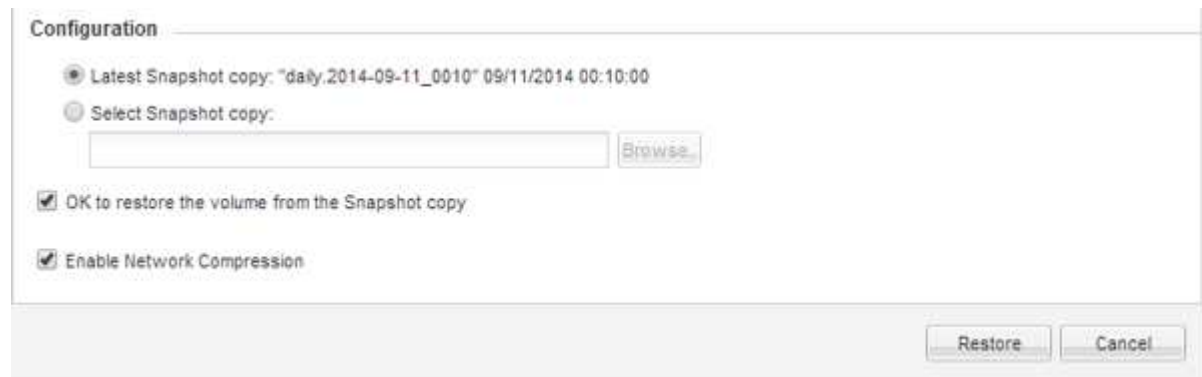 Configuration
Latest Snapshot copy: "daily.2014-09-11_0010" 09/11/2014 00:10:00
Select Snapshot copy:
Browse..
OK to restore the volume from the Snapshot copy
Enable Network Compression
Restore Cancel